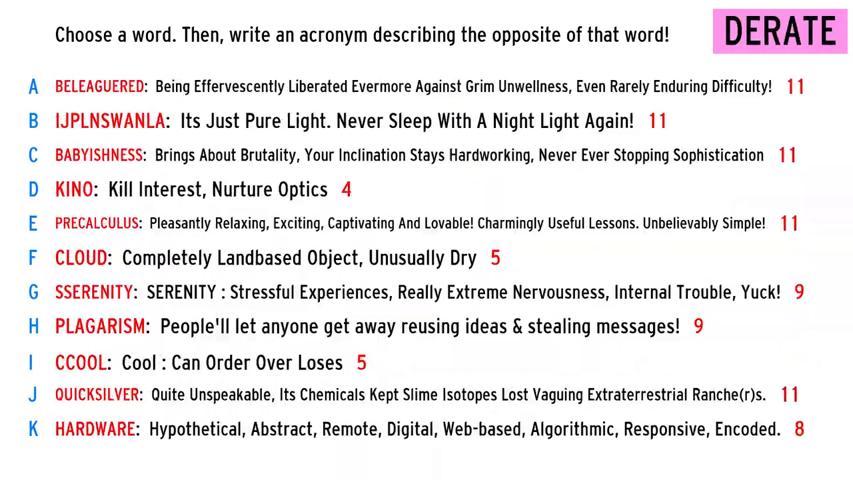 Choose a word. Then, write an acronym describing the opposite of that word!
DERATE
A BELEAGUERED: Being Effervescently Liberated Evermore Against Grim Unwellness, Even Rarely Enduring Difficulty! 11
B IJPLNSWANLA: Its Just Pure Light. Never Sleep With A Night Light Again! 11
C BABYISHNESS: Brings About Brutality, Your Inclination Stays Hardworking, Never Ever Stopping Sophistication 11
D KINO: Kill Interest, Nurture Optics 4
E PRECALCULUS: Pleasantly Relaxing, Exciting, Captivating And Lovable! Charmingly Useful Lessons. Unbelievably Simple! 11
F CLOUD: Completely Landbased Object, Unusually Dry 5
G SSERENITY: SERENITY : Stressful Experiences, Really Extreme Nervousness, Internal Trouble, Yuck! 9
H PLAGARISM: People'll let anyone get away reusing ideas & stealing messages! 9
I CCOOL: Cool : Can Order Over Loses 5
J QUICKSILVER: Quite Unspeakable, Its Chemicals Kept Slime Isotopes Lost Vaguing Extraterrestrial Ranche(r)s. 11
K HARDWARE: Hypothetical, Abstract, Remote, Digital, Web-based, Algorithmic, Responsive, Encoded. 8